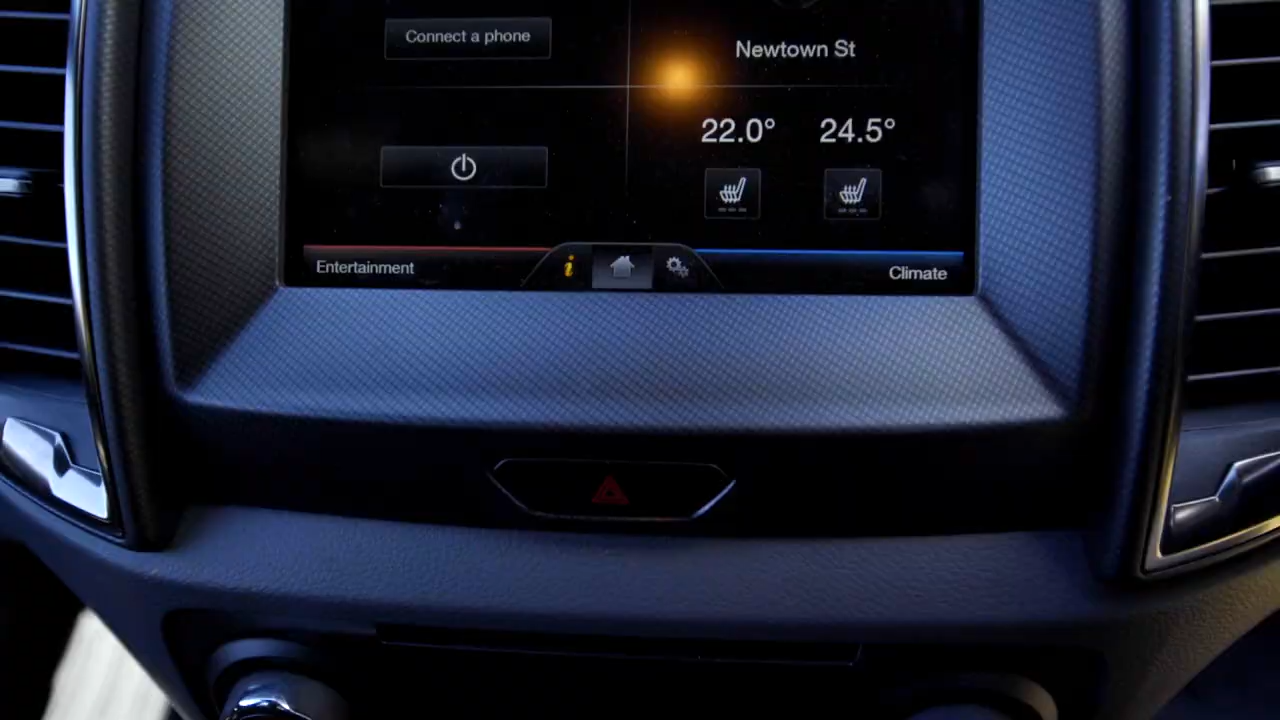 Connect a phone
Newtown St
22.0° 24.5°
Entertainment
Climate